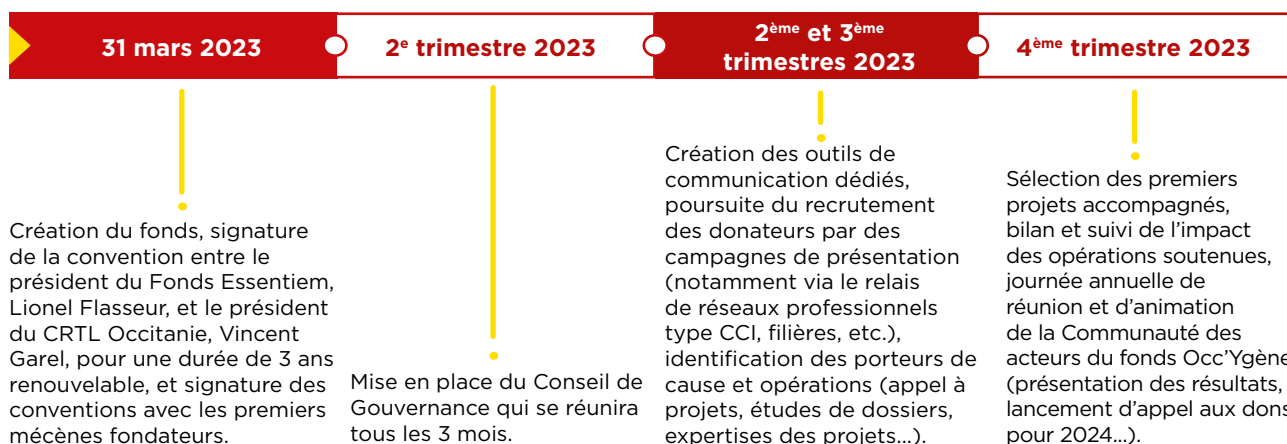 31 mars 2023
2e trimestre 2023
2ème et 3ème
trimestres 2023
4ème trimestre 2023
Création du fonds, signature
de la convention entre le
président du Fonds Essentiem,
Lionel Flasseur, et le président
du CRTL Occitanie, Vincent
Garel, pour une durée de 3 ans
renouvelable, et signature des
conventions avec les premiers
mécènes fondateurs.
Mise en place du Conseil de
Gouvernance qui se réunira
tous les 3 mois.
Création des outils de
communication dédiés,
poursuite du recrutement
des donateurs par des
campagnes de présentation
(notamment via le relais
de réseaux professionnels
type CCI, filières, etc.),
identification des porteurs de
cause et opérations (appel à
projets, études de dossiers,
expertises des projets...).
Sélection des premiers
projets accompagnés,
bilan et suivi de l'impact
des opérations soutenues,
journée annuelle de
réunion et d'animation
de la Communauté des
acteurs du fonds Occ'Ygène
(présentation des résultats,
lancement d'appel aux dons
pour 2024...).